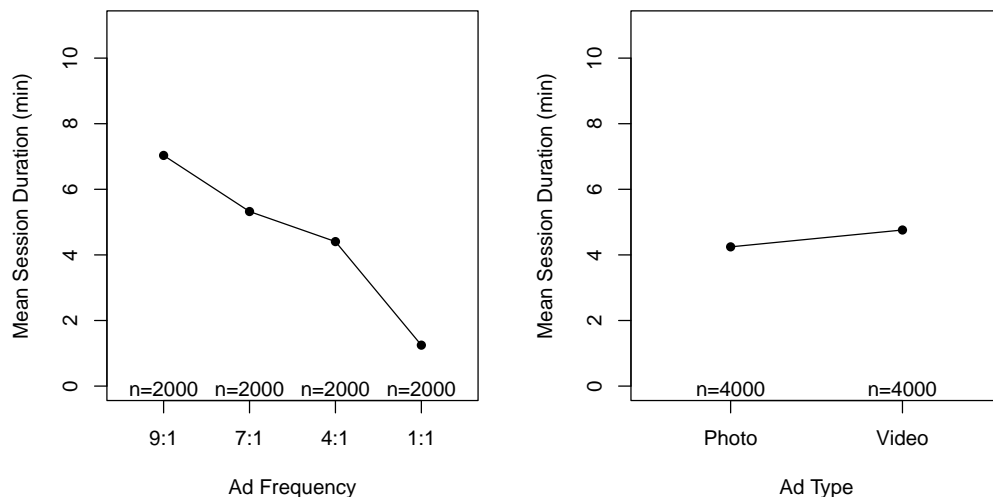 Mean Session Duration (min)
0 2 4 6 8 10
n=2000 n=2000 n=2000 n=2000
9:1 7:1 4:1 1:1
Ad Frequency
Mean Session Duration (min)
0 2 4 6 8 10
n=4000 n=4000
Photo Video
Ad Type